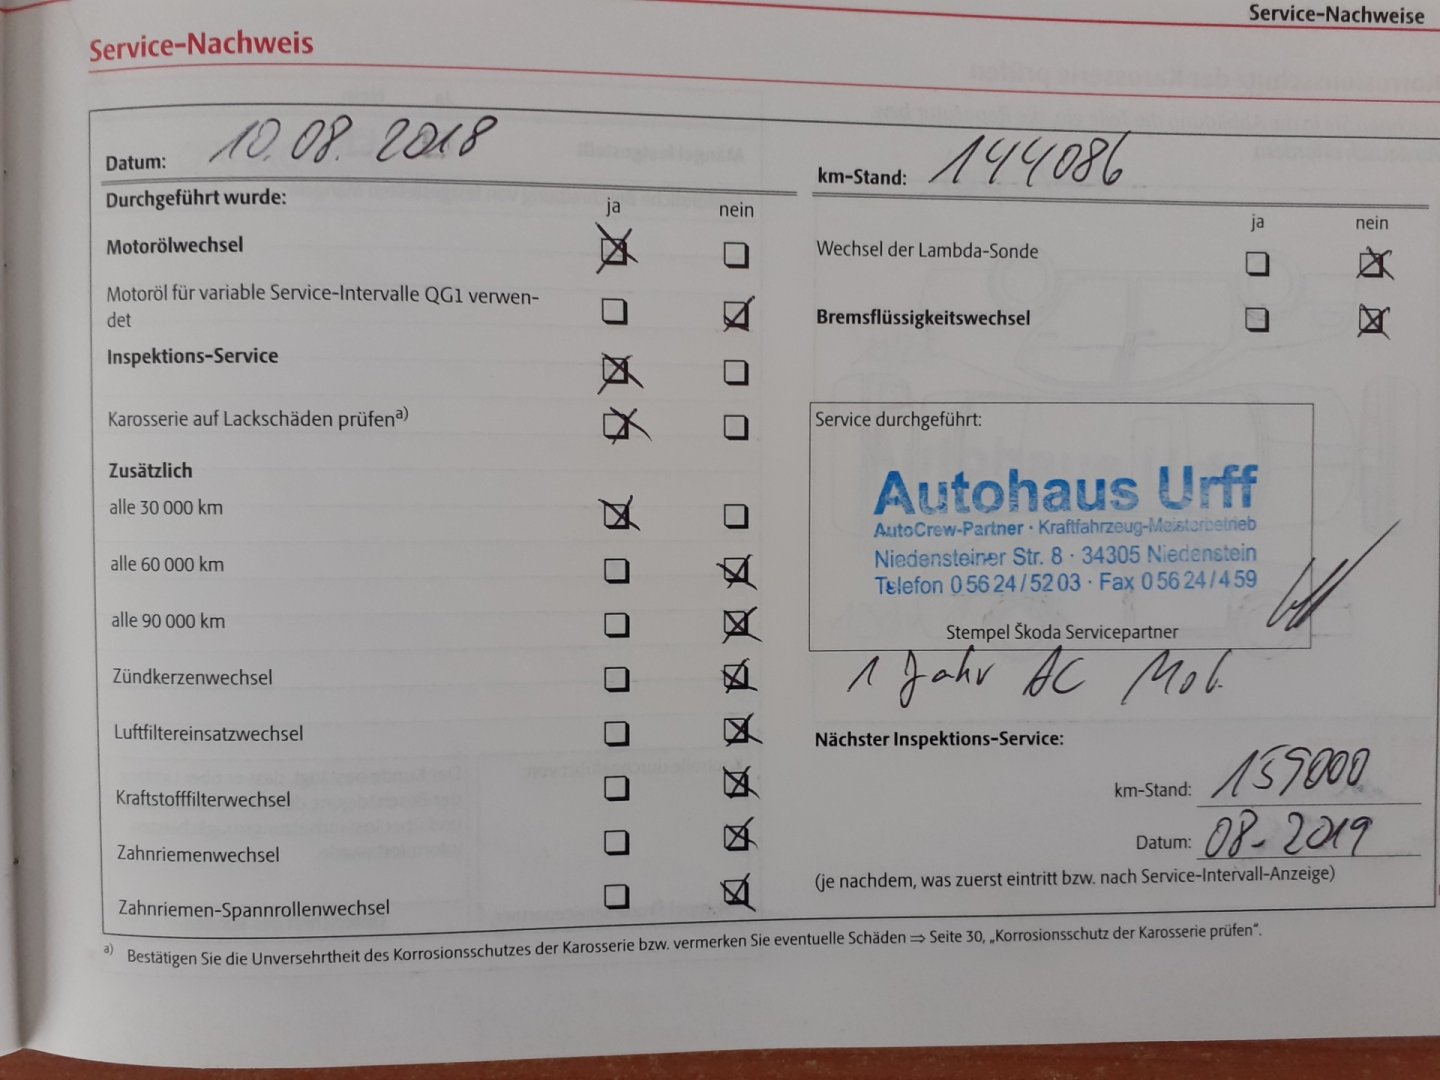 Service-Nachweise
Service-Nachweis
Datum: 10.08.2018
km-Stand: 144086
Durchgeführt wurde:
ja nein
Motorölwechsel
Motoröl für variable Service-Intervalle QG1 verwen-
det
Inspektions-Service
Karosserie auf Lackschäden prüfena)
Zusätzlich
alle 30 000 km
alle 60 000 km
alle 90 000 km
Zündkerzenwechsel
Luftfiltereinsatzwechsel
Kraftstofffilterwechsel
Zahnriemenwechsel
Zahnriemen-Spannrollenwechsel
ja nein
Wechsel der Lambda-Sonde
Bremsflüssigkeitswechsel
Service durchgeführt:
Autohaus Urff
AutoCrew-Partner · Kraftfahrzeug-Meisterbetrieb
Niedensteiner Str. 8 · 34305 Niedenstein
Telefon 0 56 24 / 52 03 · Fax 0 56 24 / 4 59
Stempel Škoda Servicepartner
1 Jahr AC Mob.
Nächster Inspektions-Service:
km-Stand: 159000
Datum: 08-2019
(je nachdem, was zuerst eintritt bzw. nach Service-Intervall-Anzeige)
a) Bestätigen Sie die Unversehrtheit des Korrosionsschutzes der Karosserie bzw. vermerken Sie eventuelle Schäden ⇒ Seite 30, „Korrosionsschutz der Karosserie prüfen“.